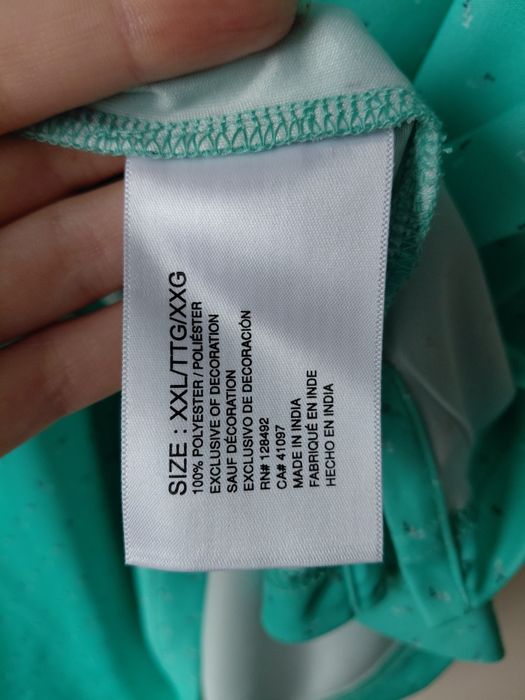 SIZE : XXL/TTG/XXG
100% POLYESTER / POLIÉSTER
EXCLUSIVE OF DECORATION
SAUF DÉCORATION
EXCLUSIVO DE DECORACIÓN
RN# 128492
CA# 41097
MADE IN INDIA
FABRIQUÉ EN INDE
HECHO EN INDIA